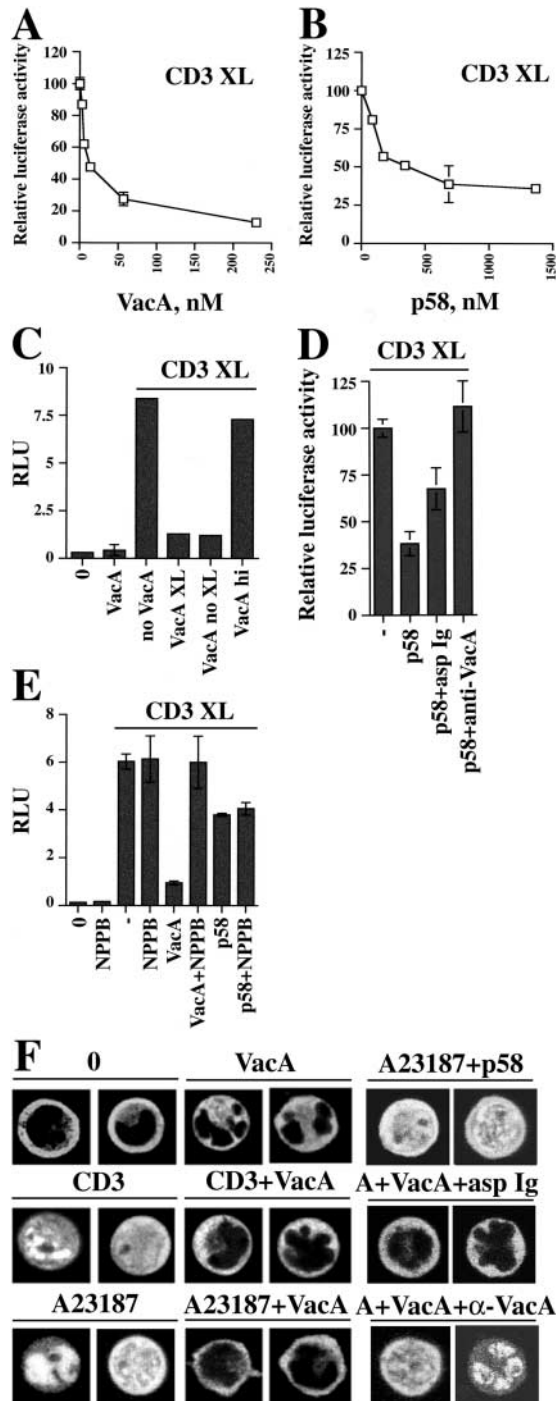 A
Relative luciferase activity
120
100
80
60
40
20
0
CD3 XL
0
50
100
150
200
250
VacA, nM
B
Relative luciferase activity
125
100
75
50
25
0
CD3 XL
0
500
1000
1500
p58, nM
C
CD3 XL
RLU
10
7.5
5.0
2.5
0
0
VacA
no VacA
VacA XL
VacA no XL
VacA hi
D
CD3 XL
Relative luciferase activity
125
100
75
50
25
0
-
p58
p58+asp Ig
p58+anti-VacA
E
CD3 XL
RLU
8
6
4
2
0
0
NPPB
-
NPPB
VacA
VacA+NPPB
p58
p58+NPPB
F
0
VacA
A23187+p58
CD3
CD3+VacA
A+VacA+asp Ig
A23187
A23187+VacA
A+VacA+α-VacA